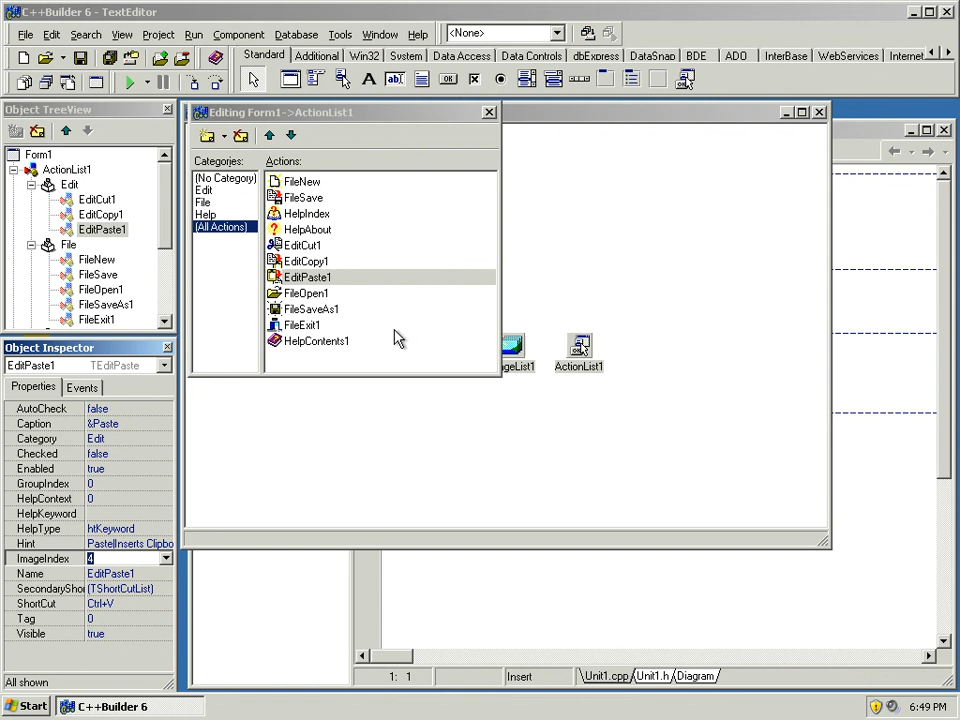 C++Builder 6 - TextEditor
File Edit Search View Project Run Component Database Tools Window Help
<None>
Standard Additional Win32 System Data Access Data Controls dbExpress DataSnap BDE ADO InterBase WebServices Internet
Object TreeView
Form1
ActionList1
Edit
EditCut1
EditCopy1
EditPaste1
File
FileNew
FileSave
FileOpen1
FileSaveAs1
FileExit1
Editing Form1->ActionList1
Categories:
Actions:
(No Category)
Edit
File
Help
(All Actions)
FileNew
FileSave
HelpIndex
HelpAbout
EditCut1
EditCopy1
EditPaste1
FileOpen1
FileSaveAs1
FileExit1
HelpContents1
geList1
ActionList1
Object Inspector
EditPaste1 TEditPaste
Properties Events
AutoCheck false
Caption &Paste
Category Edit
Checked false
Enabled true
GroupIndex 0
HelpContext 0
HelpKeyword
HelpType htKeyword
Hint Paste|Inserts Clipbo
ImageIndex 4
Name EditPaste1
SecondaryShor (TShortCutList)
ShortCut Ctrl+V
Tag 0
Visible true
All shown
1: 1 Insert Unit1.cpp Unit1.h Diagram
Start C++Builder 6 6:49 PM